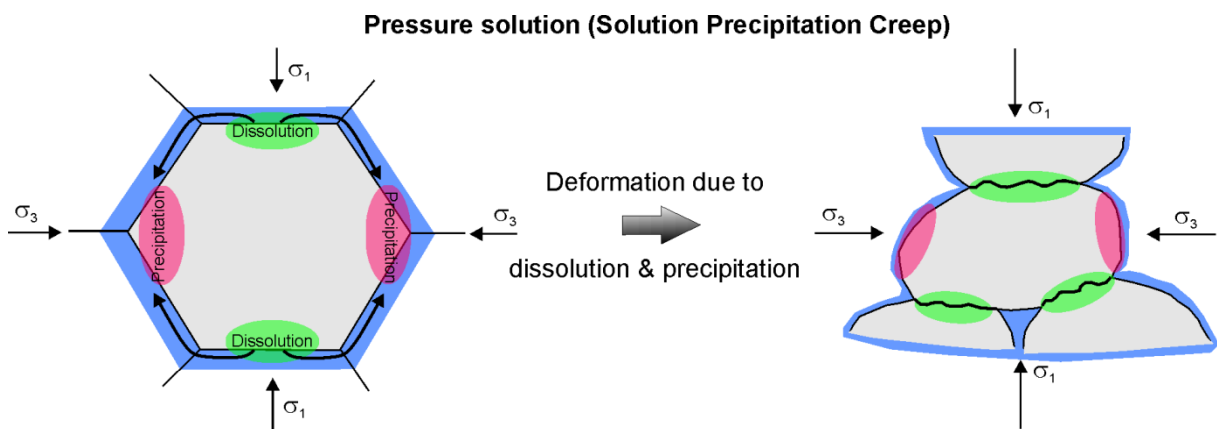 Pressure solution (Solution Precipitation Creep)
σ1
Dissolution
Precipitation
Precipitation
σ3
σ3
Dissolution
σ1
Deformation due to
dissolution & precipitation
σ1
σ3
σ3
σ1